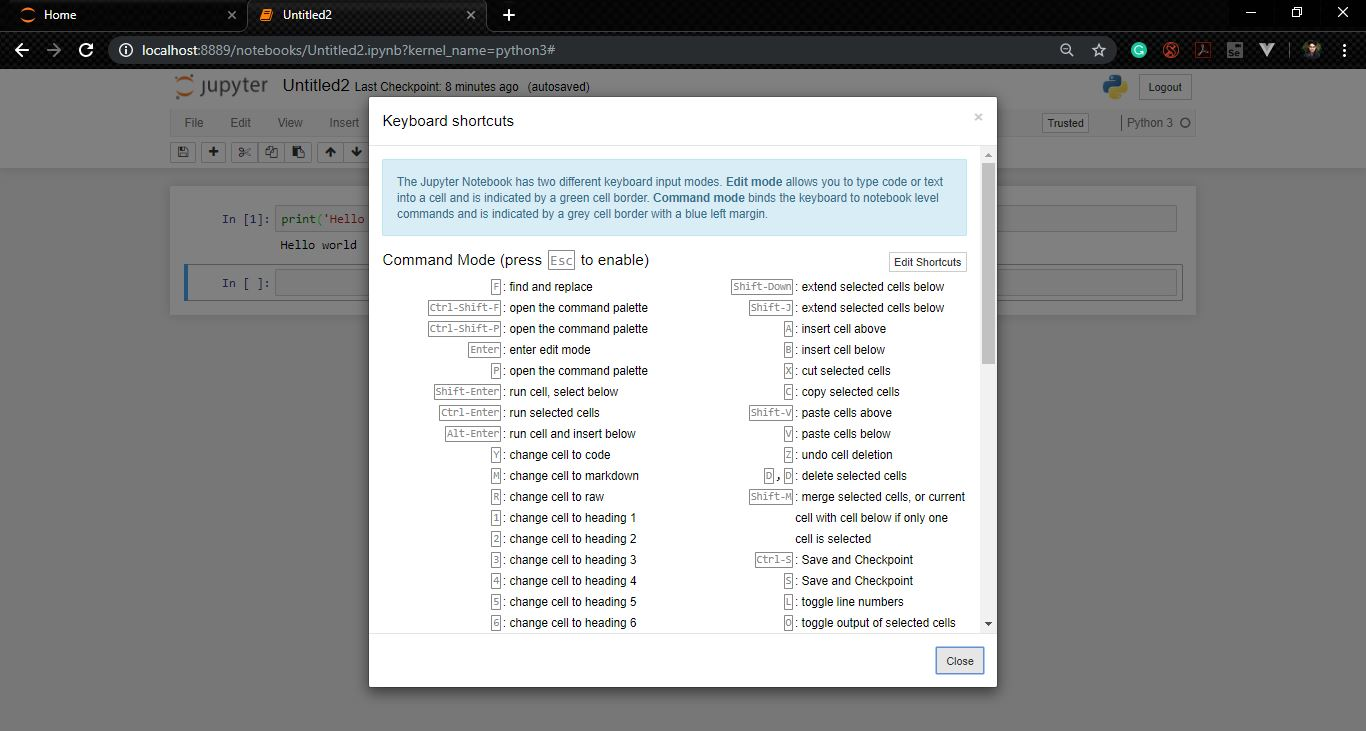 Home
Untitled2
localhost:8889/notebooks/Untitled2.ipynb?kernel_name=python3#
jupyter Untitled2 Last Checkpoint: 8 minutes ago (autosaved)
Logout
File Edit View Insert
Trusted
Python 3
In [1]: print('Hello
Hello world
In [ ]:
Keyboard shortcuts
×
The Jupyter Notebook has two different keyboard input modes. Edit mode allows you to type code or text
into a cell and is indicated by a green cell border. Command mode binds the keyboard to notebook level
commands and is indicated by a grey cell border with a blue left margin.
Command Mode (press Esc to enable)
Edit Shortcuts
F : find and replace
Ctrl-Shift-F : open the command palette
Ctrl-Shift-P : open the command palette
Enter : enter edit mode
P : open the command palette
Shift-Enter : run cell, select below
Ctrl-Enter : run selected cells
Alt-Enter : run cell and insert below
Y : change cell to code
M : change cell to markdown
R : change cell to raw
1 : change cell to heading 1
2 : change cell to heading 2
3 : change cell to heading 3
4 : change cell to heading 4
5 : change cell to heading 5
6 : change cell to heading 6
Shift-Down : extend selected cells below
Shift-J : extend selected cells below
A : insert cell above
B : insert cell below
X : cut selected cells
C : copy selected cells
Shift-V : paste cells above
V : paste cells below
Z : undo cell deletion
D , D : delete selected cells
Shift-M : merge selected cells, or current
cell with cell below if only one
cell is selected
Ctrl-S : Save and Checkpoint
S : Save and Checkpoint
L : toggle line numbers
O : toggle output of selected cells
Close